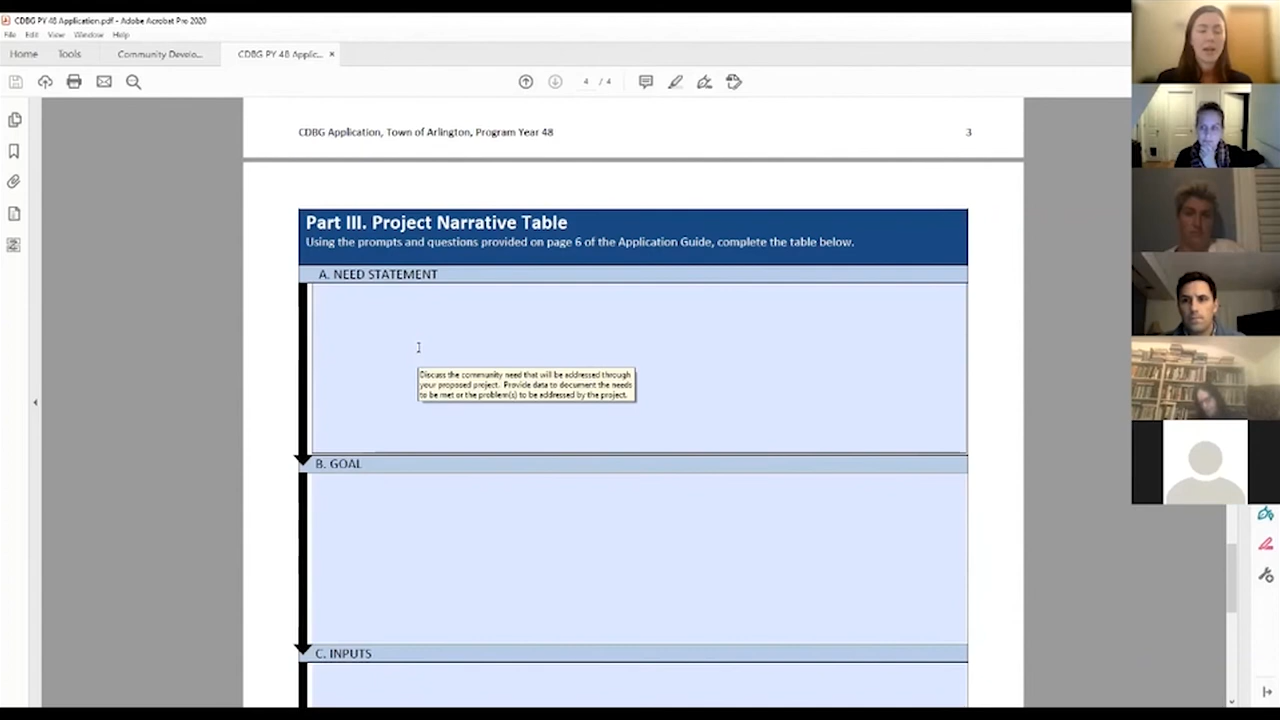 CDBG PY 48 Application.pdf - Adobe Acrobat Pro 2020
File Edit View Window Help
Home Tools Community Develo... CDBG PY 48 Applic... ×
4 / 4
CDBG Application, Town of Arlington, Program Year 48 3
Part III. Project Narrative Table
Using the prompts and questions provided on page 6 of the Application Guide, complete the table below.
A. NEED STATEMENT
Discuss the community need that will be addressed through
your proposed project. Provide data to document the needs
to be met or the problem(s) to be addressed by the project.
B. GOAL
C. INPUTS